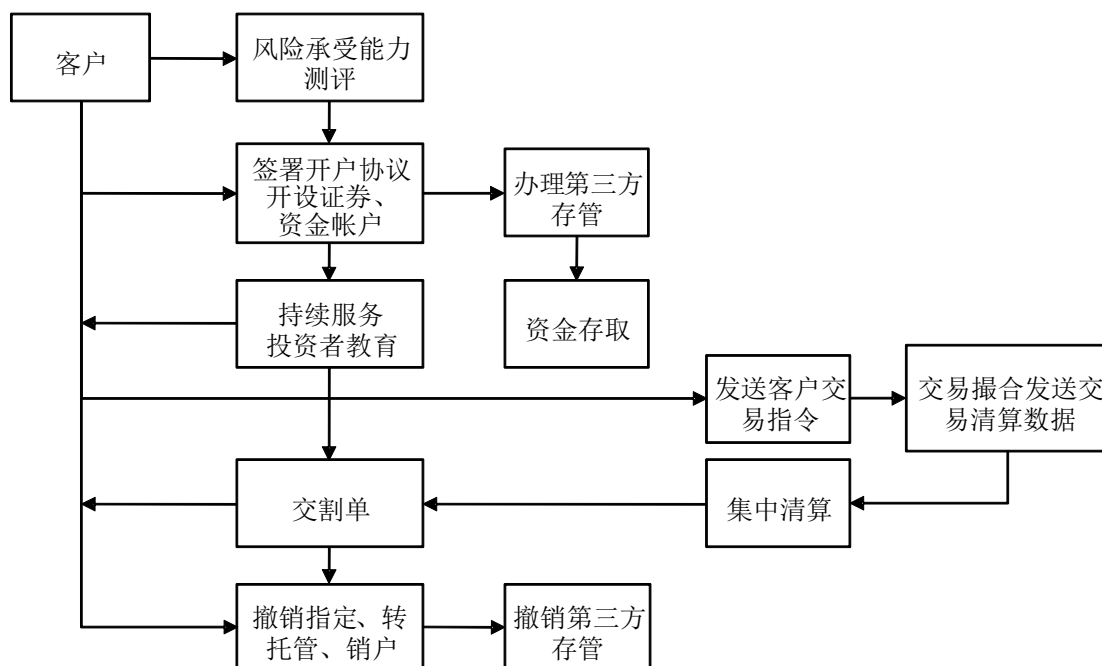 客户
风险承受能力
测评
签署开户协议
开设证券、
资金帐户
办理第三方
存管
持续服务
投资者教育
资金存取
发送客户交
易指令
交易撮合发送交
易清算数据
交割单
集中清算
撤销指定、转
托管、销户
撤销第三方
存管